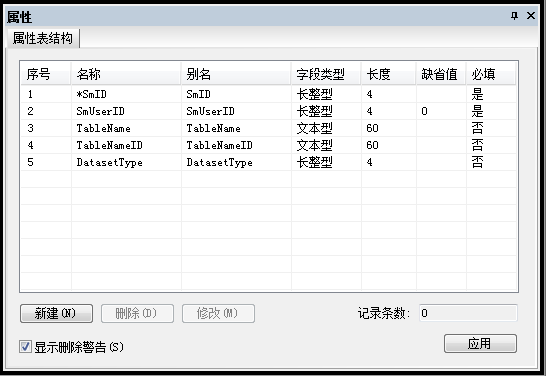 属性
属性表结构
序号 名称 别名 字段类型 长度 缺省值 必填
1 *SmID SmID 长整型 4 是
2 SmUserID SmUserID 长整型 4 0 是
3 TableName TableName 文本型 60 否
4 TableNameID TableNameID 文本型 60 否
5 DatasetType DatasetType 长整型 4 否
新建(N) 删除(D) 修改(M) 记录条数: 0
显示删除警告(S) 应用